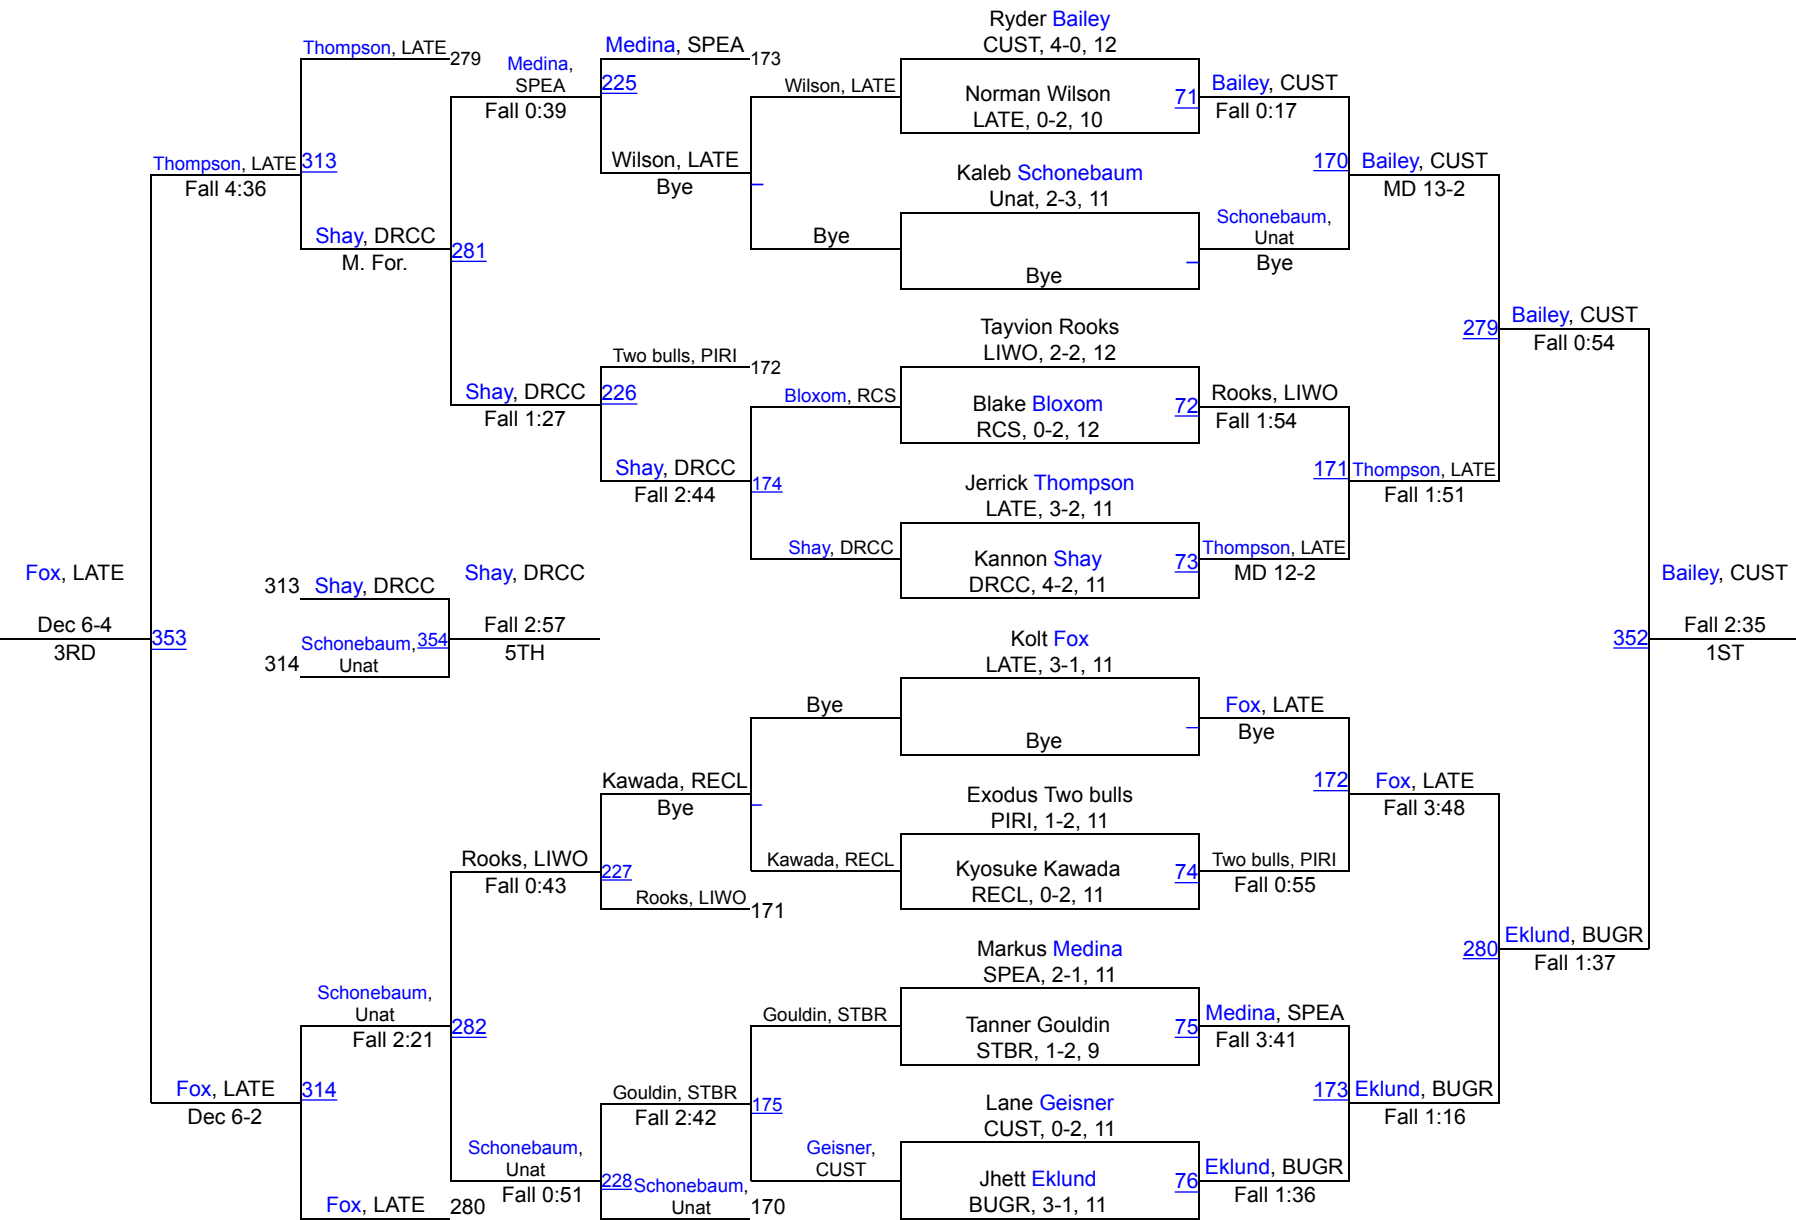 Thompson, LATE
279
Thompson, LATE
313
Fall 4:36
Shay, DRCC
M. For.
281
Medina,
SPEA
Fall 0:39
225
Medina, SPEA
173
Wilson, LATE
Bye
–
Wilson, LATE
Bye
Shay, DRCC
Fall 1:27
226
Two bulls, PIRI
172
Shay, DRCC
Fall 2:44
174
Bloxom, RCS
Shay, DRCC
Ryder Bailey
CUST, 4-0, 12
Norman Wilson
LATE, 0-2, 10
71
Kaleb Schonebaum
Unat, 2-3, 11
Bye
–
Tayvion Rooks
LIWO, 2-2, 12
Blake Bloxom
RCS, 0-2, 12
72
Jerrick Thompson
LATE, 3-2, 11
Kannon Shay
DRCC, 4-2, 11
73
Bailey, CUST
Fall 0:17
170
Schonebaum,
Unat
Bye
Bailey, CUST
MD 13-2
Rooks, LIWO
Fall 1:54
171
Thompson, LATE
MD 12-2
Thompson, LATE
Fall 1:51
279
Bailey, CUST
Fall 0:54
Fox, LATE
Dec 6-4
3RD
353
313
Shay, DRCC
314
Schonebaum,
Unat
354
Shay, DRCC
Fall 2:57
5TH
352
Bailey, CUST
Fall 2:35
1ST
Kolt Fox
LATE, 3-1, 11
Bye
–
Exodus Two bulls
PIRI, 1-2, 11
Kyosuke Kawada
RECL, 0-2, 11
74
Markus Medina
SPEA, 2-1, 11
Tanner Gouldin
STBR, 1-2, 9
75
Lane Geisner
CUST, 0-2, 11
Jhett Eklund
BUGR, 3-1, 11
76
Bye
Kawada, RECL
Bye
–
Kawada, RECL
Rooks, LIWO
Fall 0:43
227
Rooks, LIWO
171
Schonebaum,
Unat
Fall 2:21
282
Gouldin, STBR
Gouldin, STBR
Fall 2:42
175
Geisner,
CUST
Fox, LATE
Dec 6-2
314
Schonebaum,
Unat
Fall 0:51
228
Schonebaum,
Unat
170
Fox, LATE
280
Fox, LATE
Bye
172
Two bulls, PIRI
Fall 0:55
Fox, LATE
Fall 3:48
Medina, SPEA
Fall 3:41
173
Eklund, BUGR
Fall 1:36
Eklund, BUGR
Fall 1:16
280
Eklund, BUGR
Fall 1:37